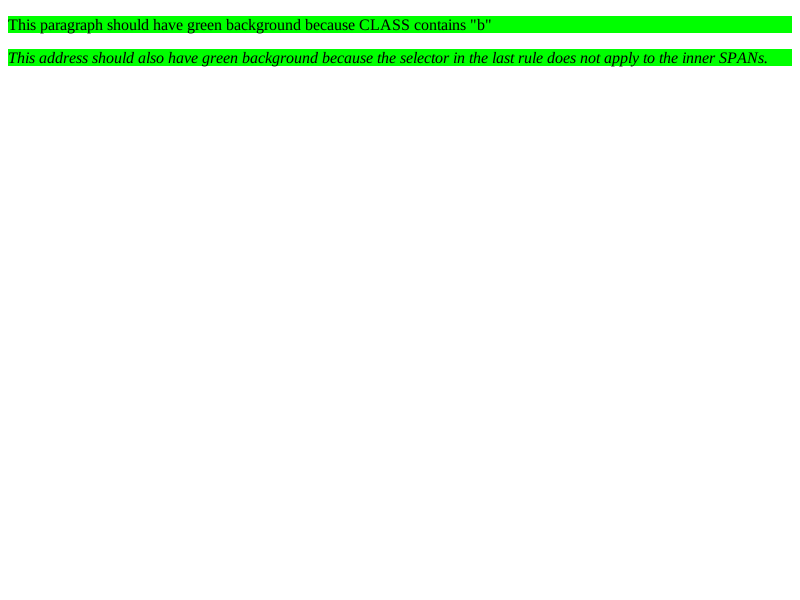 This paragraph should have green background because CLASS contains "b"
This address should also have green background because the selector in the last rule does not apply to the inner SPANs.